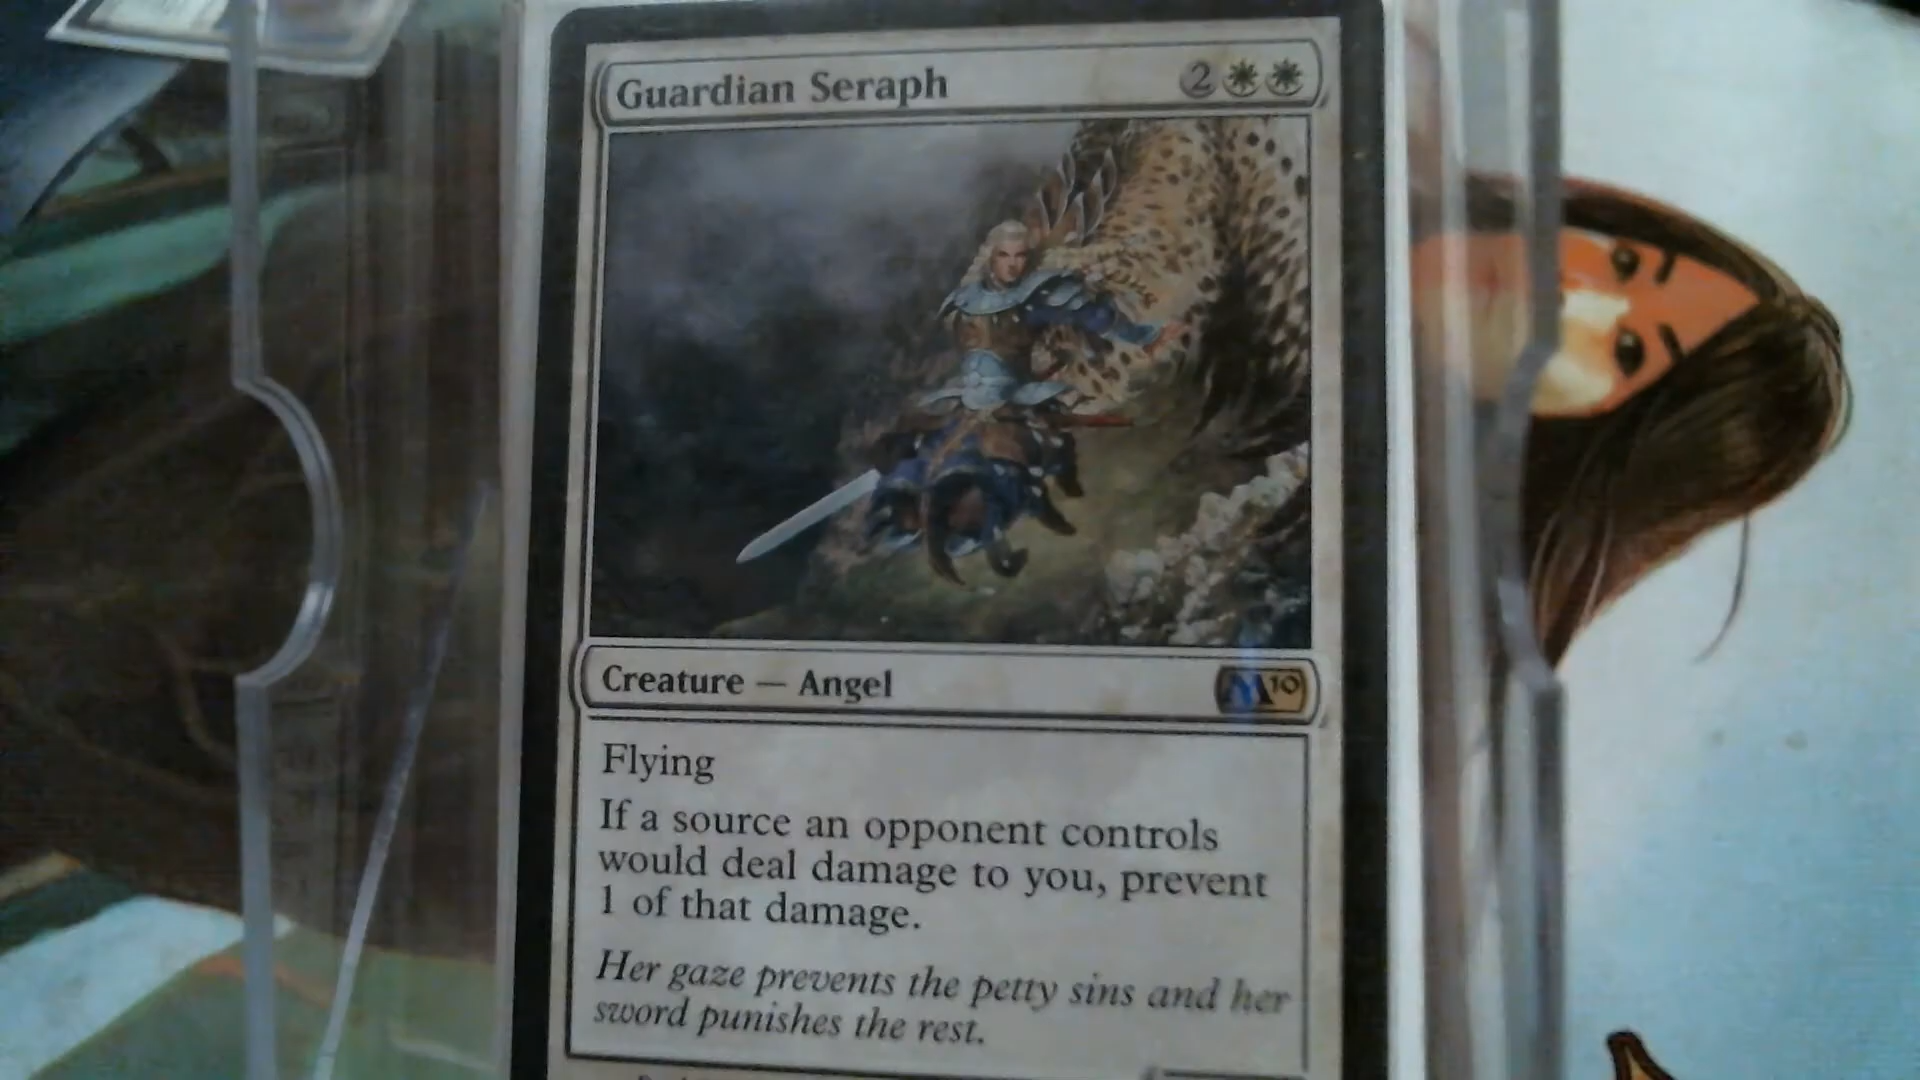 Guardian Seraph 2
Creature — Angel M10
Flying
If a source an opponent controls
would deal damage to you, prevent
1 of that damage.
Her gaze prevents the petty sins and her
sword punishes the rest.